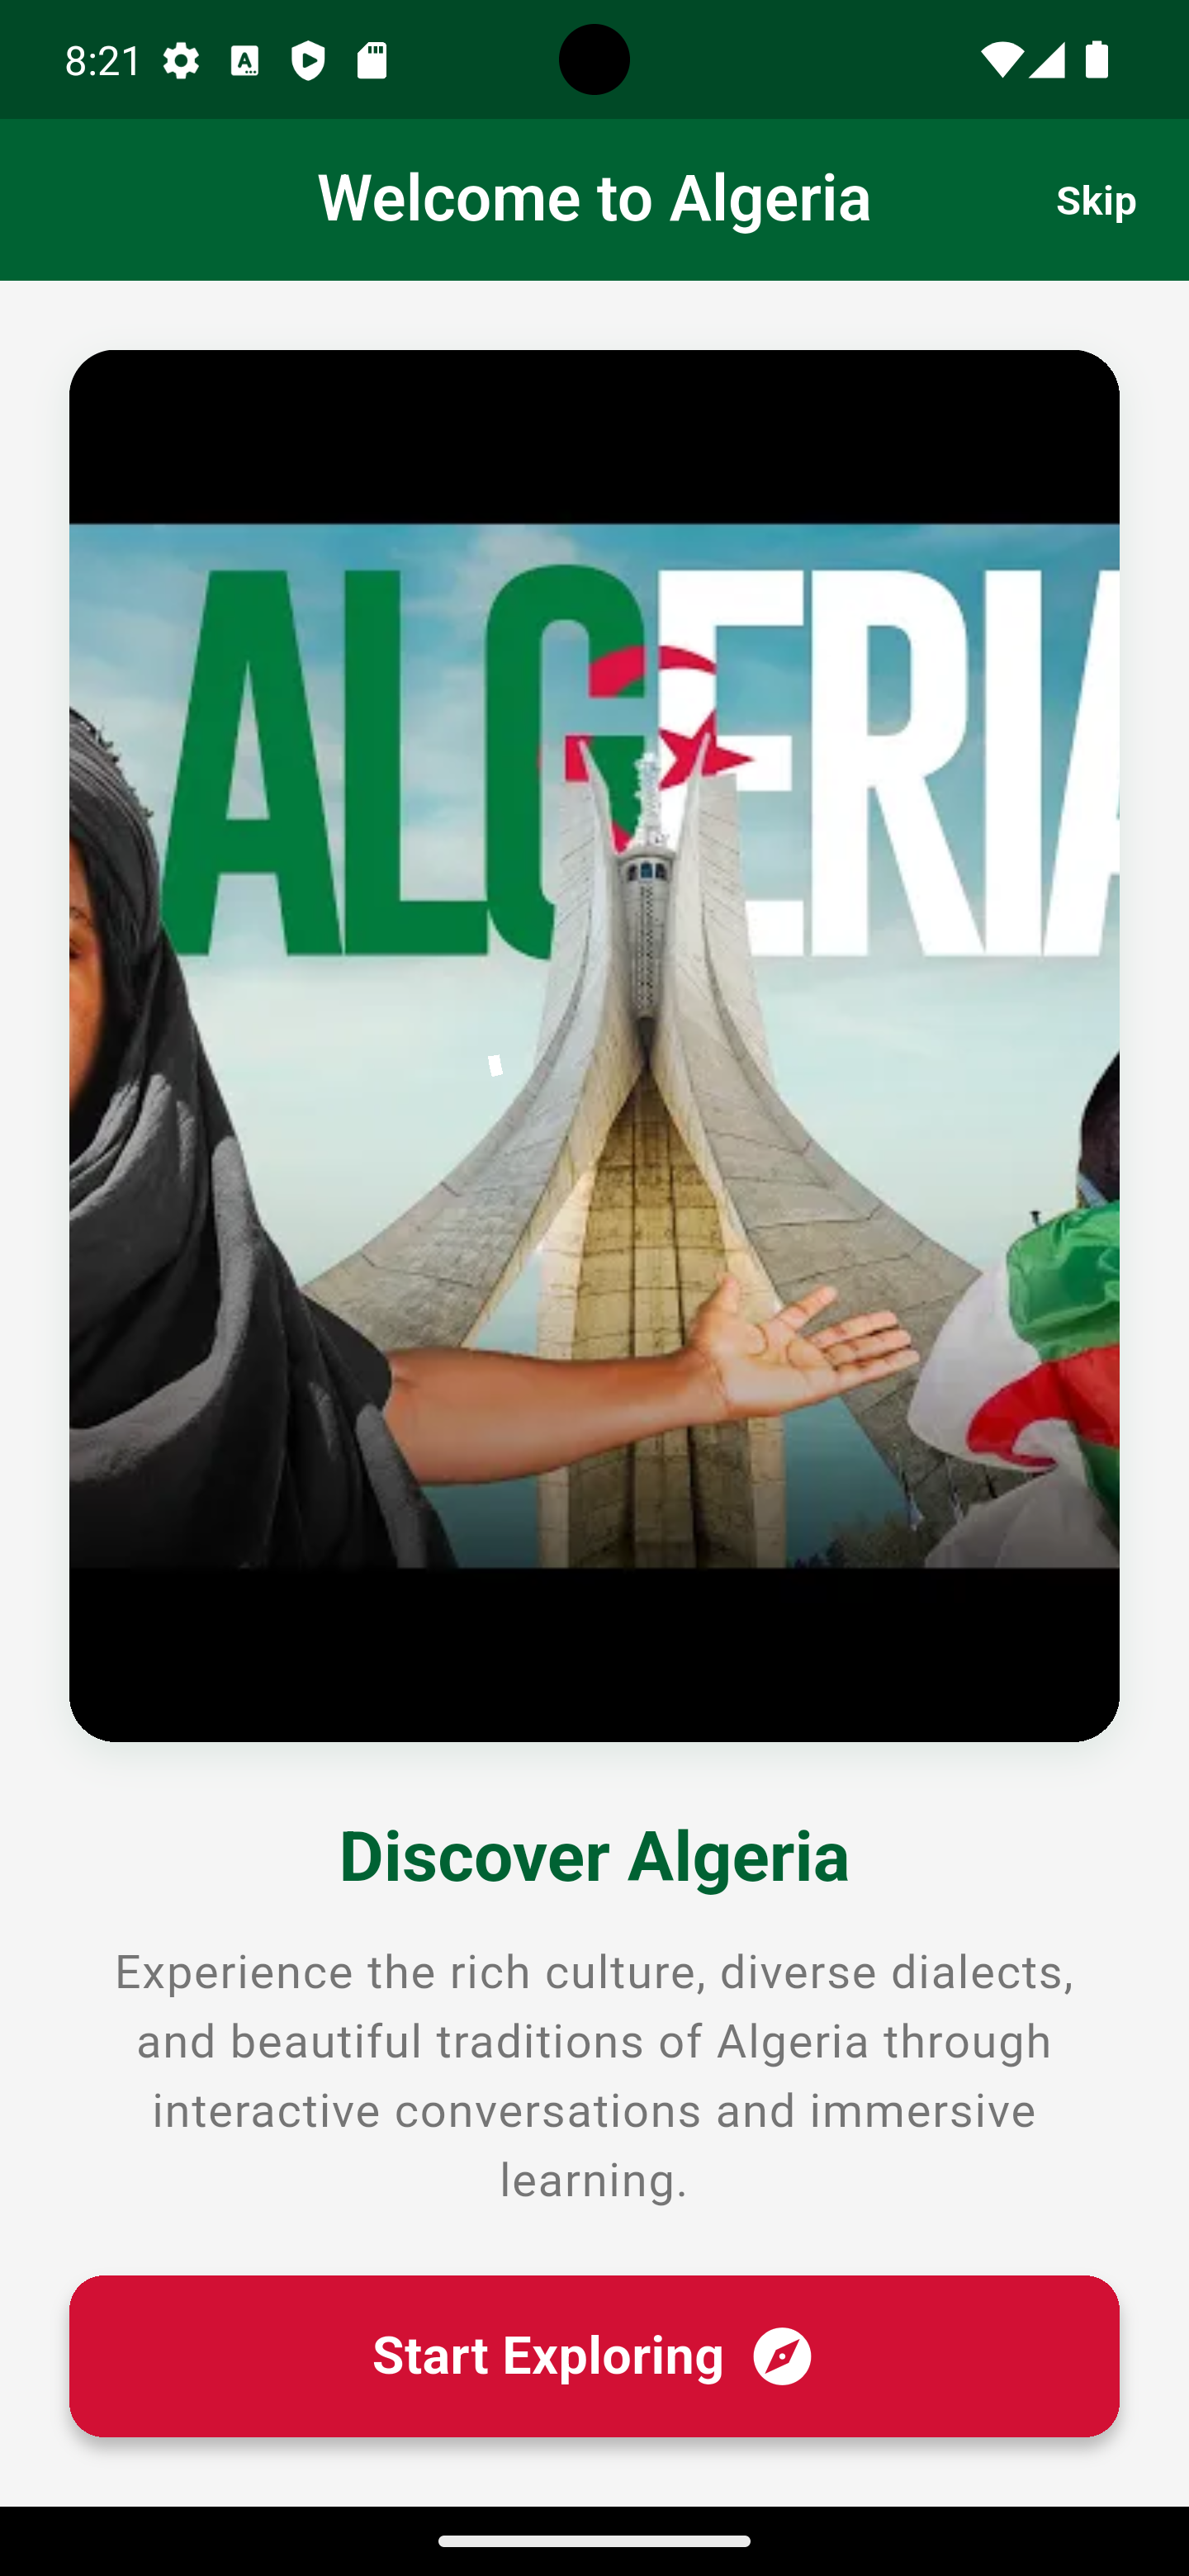 8:21
Welcome to Algeria
Skip
ALGERIA
Discover Algeria
Experience the rich culture, diverse dialects,
and beautiful traditions of Algeria through
interactive conversations and immersive
learning.
Start Exploring